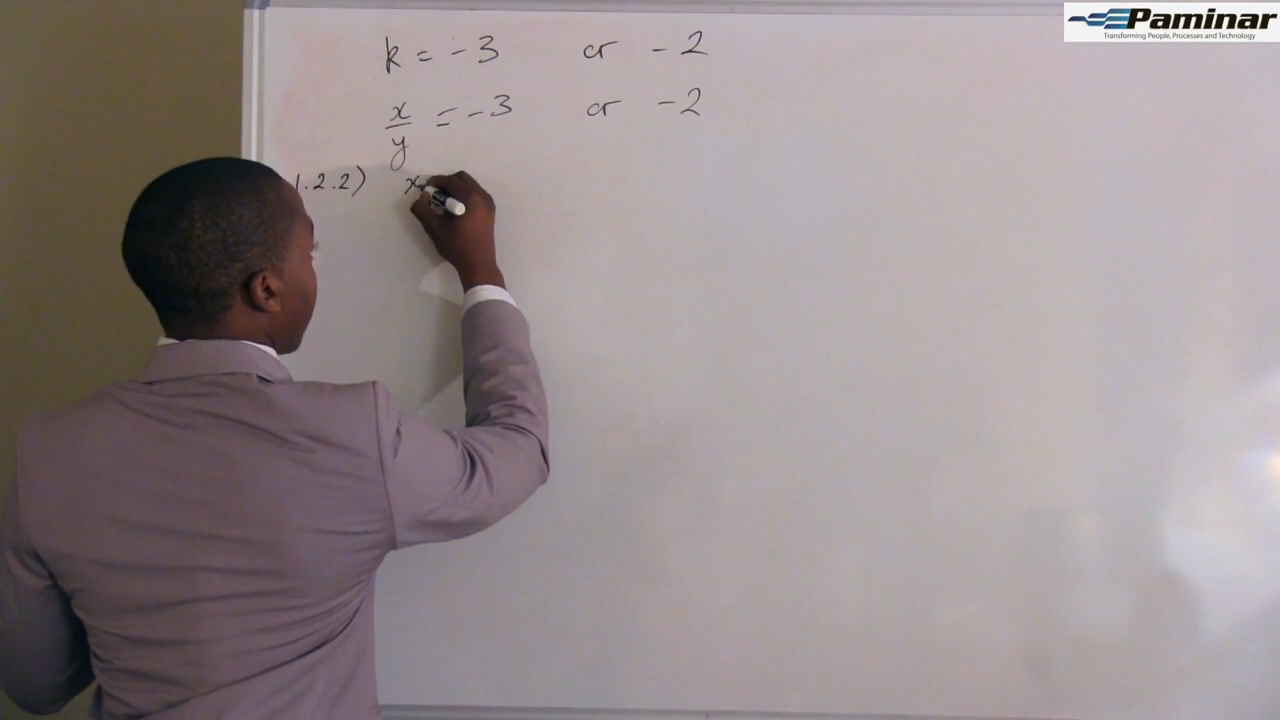 Paminar
Transforming People, Processes and Technology
k = -3 or -2
x/y = -3 or -2
1.2.2) x